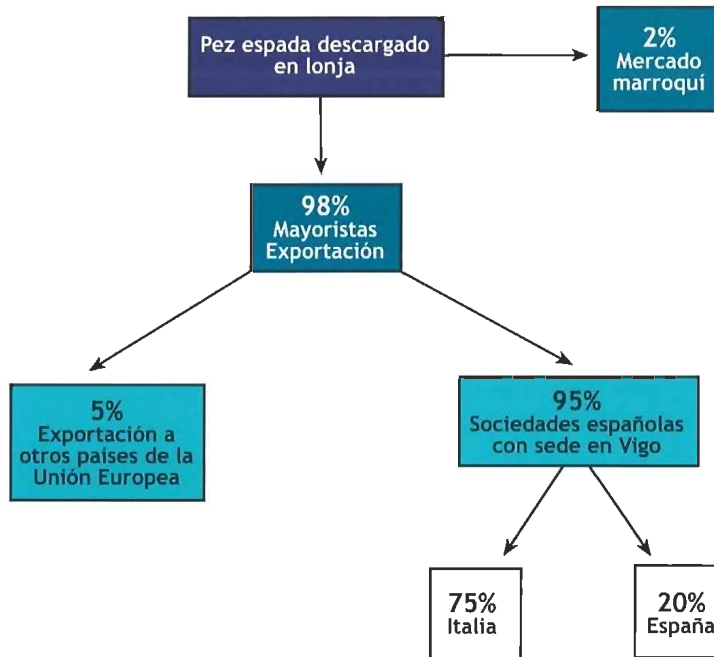 Pez espada descargado
en lonja
2%
Mercado
marroquí
98%
Mayoristas
Exportación
5%
Exportación a
otros países de la
Unión Europea
95%
Sociedades españolas
con sede en Vigo
75%
Italia
20%
España